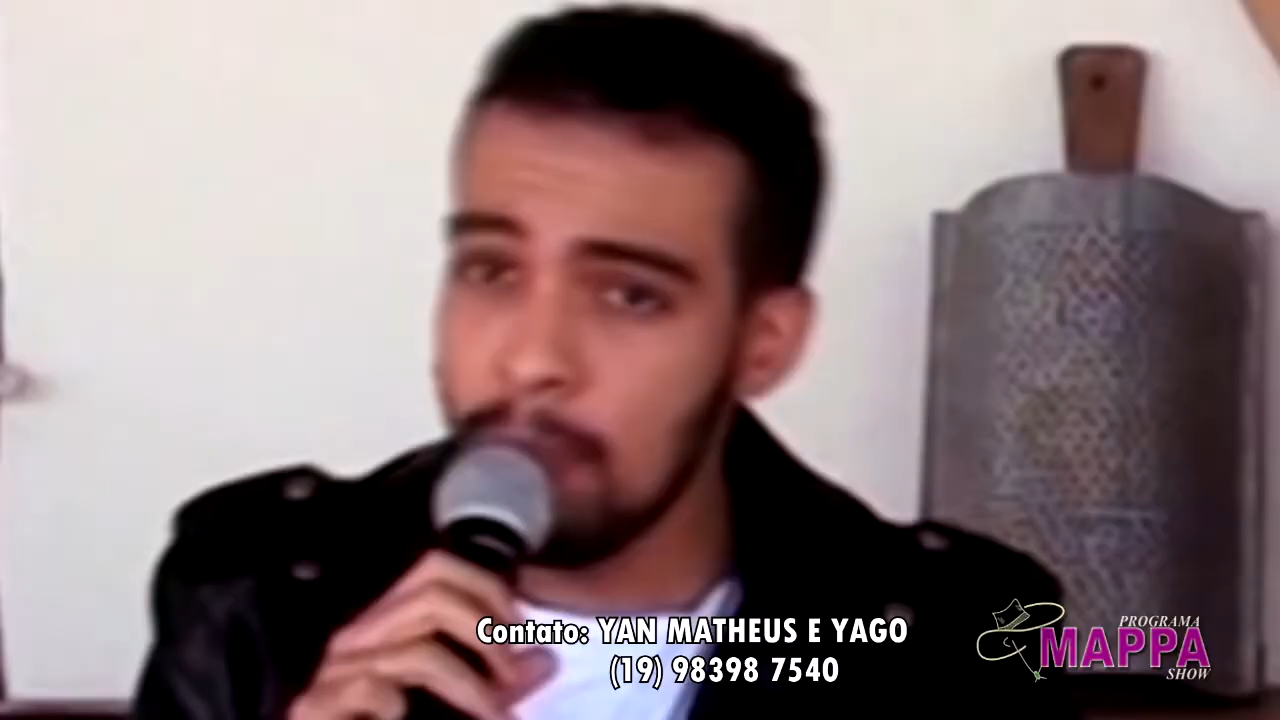 Contato: YAN MATHEUS E YAGO
(19) 98398 7540
PROGRAMA
MAPPA
SHOW